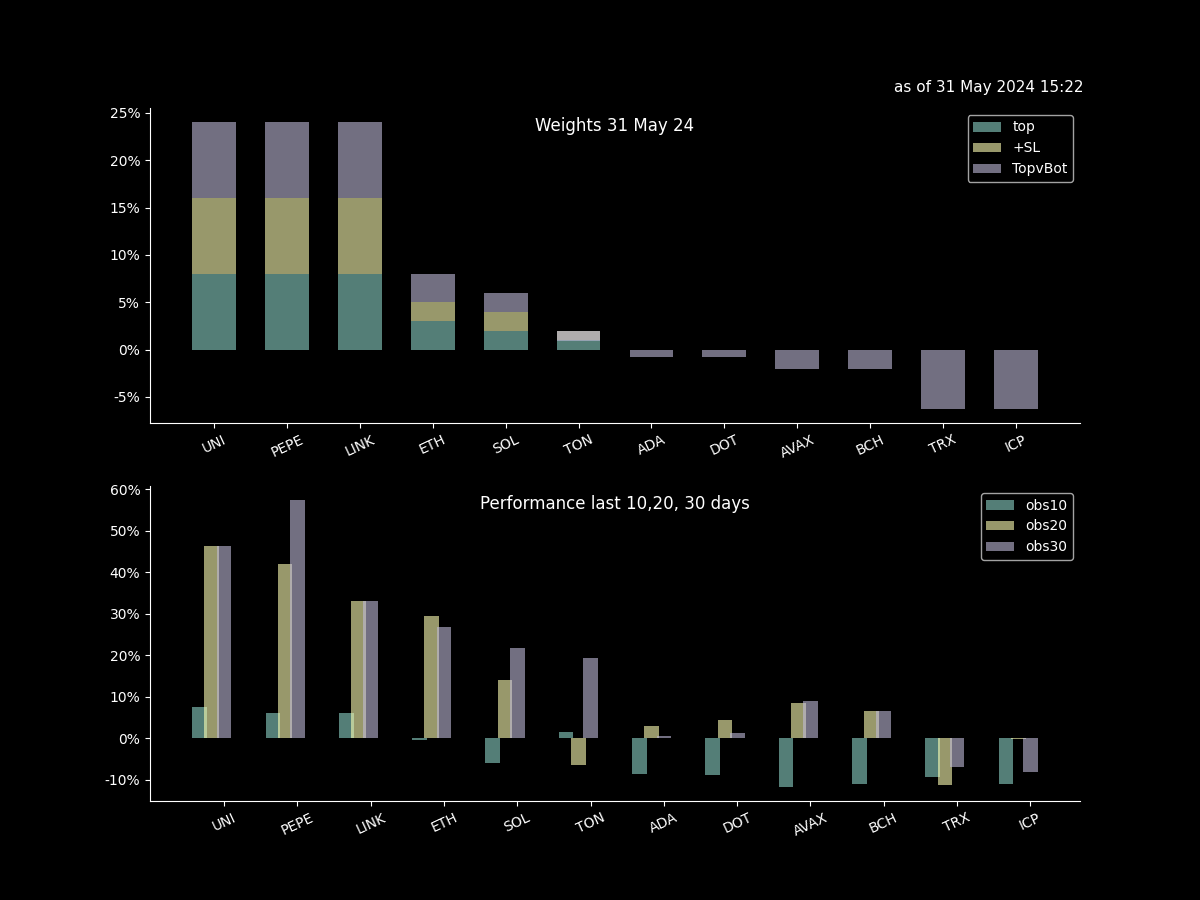 as of 31 May 2024 15:22
Weights 31 May 24
top
+SL
TopvBot
25%
20%
15%
10%
5%
0%
-5%
UNI PEPE LINK ETH SOL TON ADA DOT AVAX BCH TRX ICP
Performance last 10,20, 30 days
obs10
obs20
obs30
60%
50%
40%
30%
20%
10%
0%
-10%
UNI PEPE LINK ETH SOL TON ADA DOT AVAX BCH TRX ICP